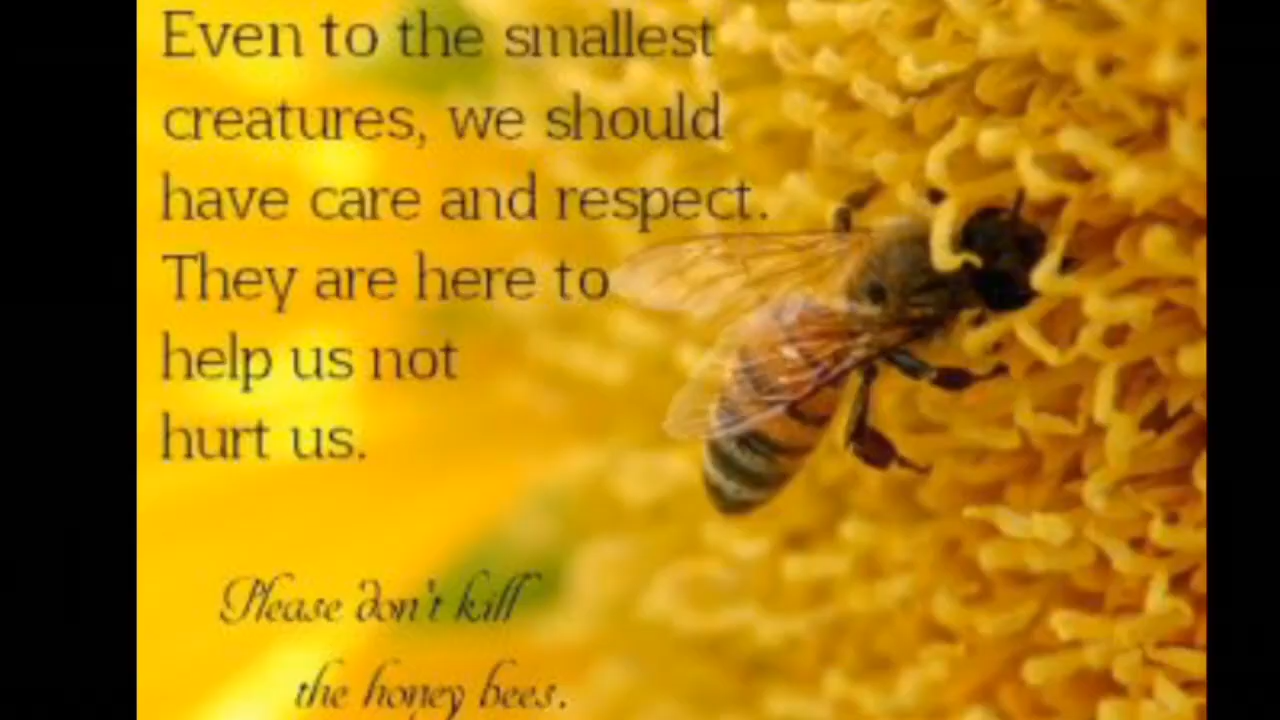 Even to the smallest
creatures, we should
have care and respect.
They are here to
help us not
hurt us.
Please don't kill
the honey bees.